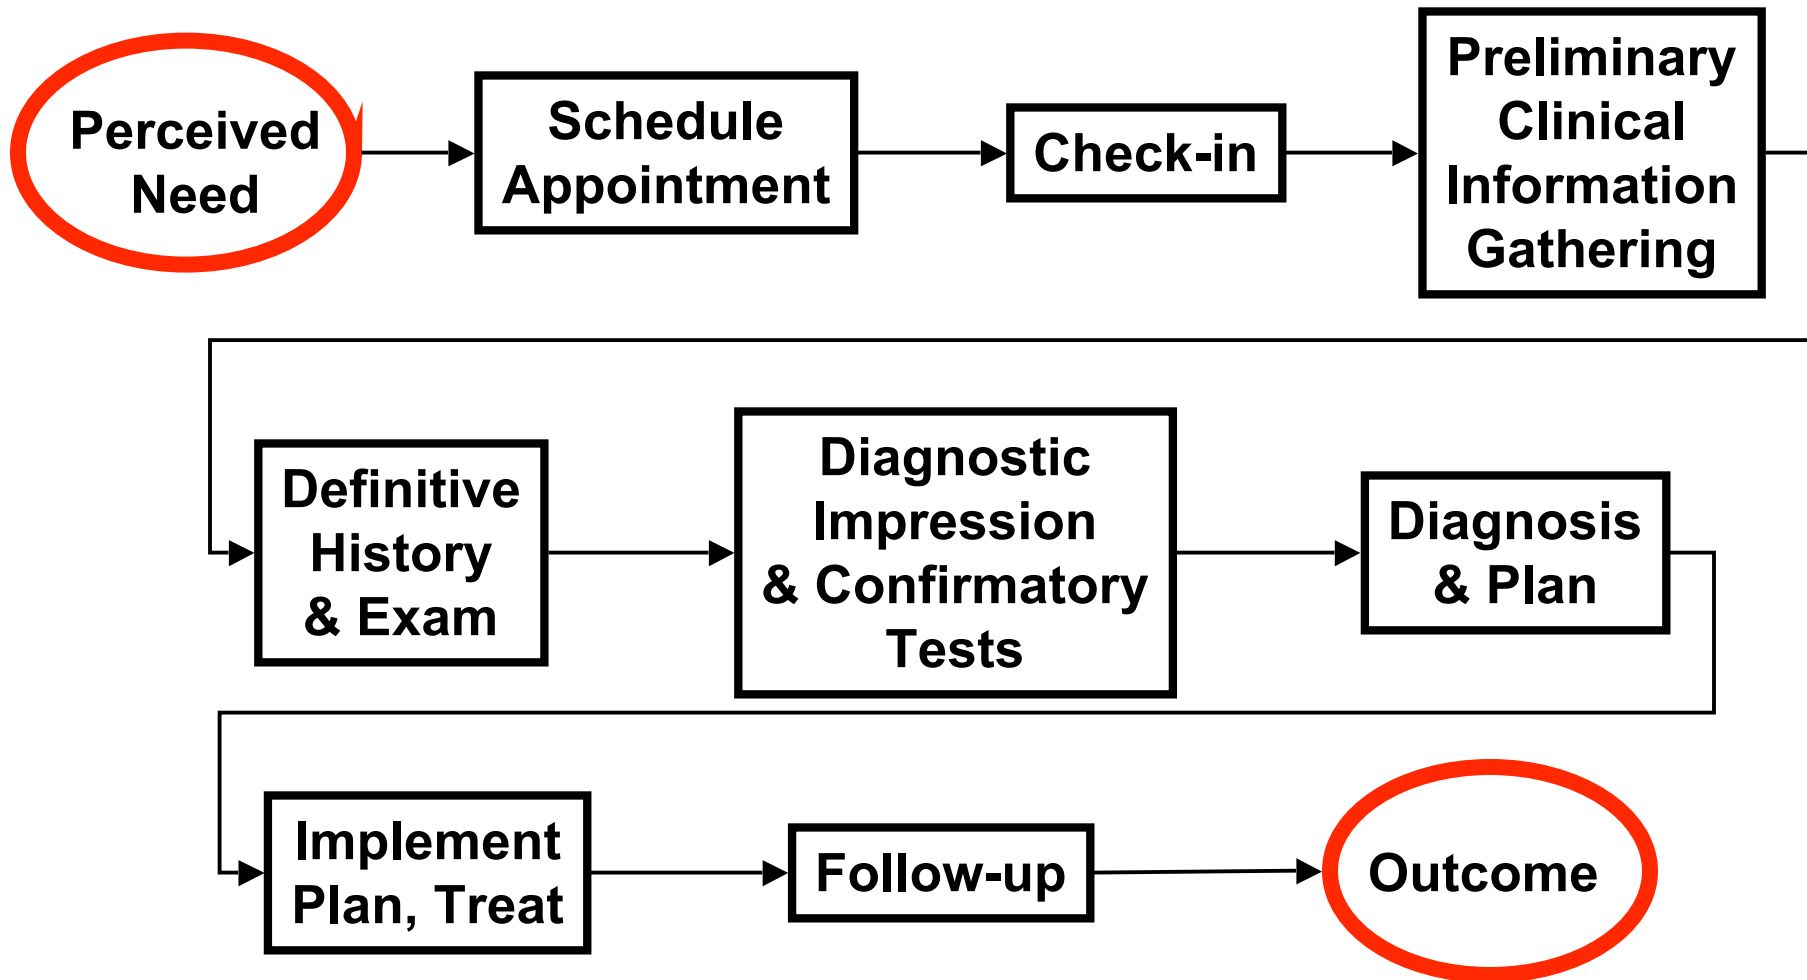 Perceived
Need
Schedule
Appointment
Check-in
Preliminary
Clinical
Information
Gathering
Definitive
History
& Exam
Diagnostic
Impression
& Confirmatory
Tests
Diagnosis
& Plan
Implement
Plan, Treat
Follow-up
Outcome